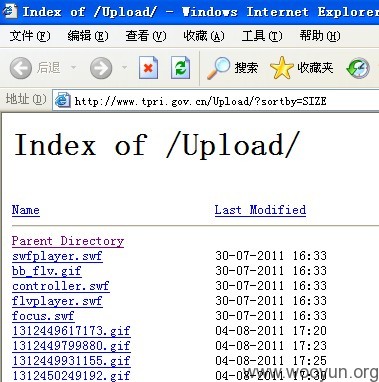 Index of /Upload/ - Windows Internet Explorer
文件(F) 编辑(E) 查看(V) 收藏(A) 工具(T) 帮助(H)
后退 搜索 收藏夹
地址(D) http://www.tpri.gov.cn/Upload/?sortby=SIZE
Index of /Upload/
Name Last Modified
Parent Directory
swfplayer.swf 30-07-2011 16:33
bb_flv.gif 30-07-2011 16:33
controller.swf 30-07-2011 16:33
flvplayer.swf 30-07-2011 16:33
focus.swf 30-07-2011 16:33
1312449617173.gif 04-08-2011 17:20
1312449799880.gif 04-08-2011 17:23
1312449931155.gif 04-08-2011 17:25
1312450249192.gif 04-08-2011 17:30
www.wooyun.org